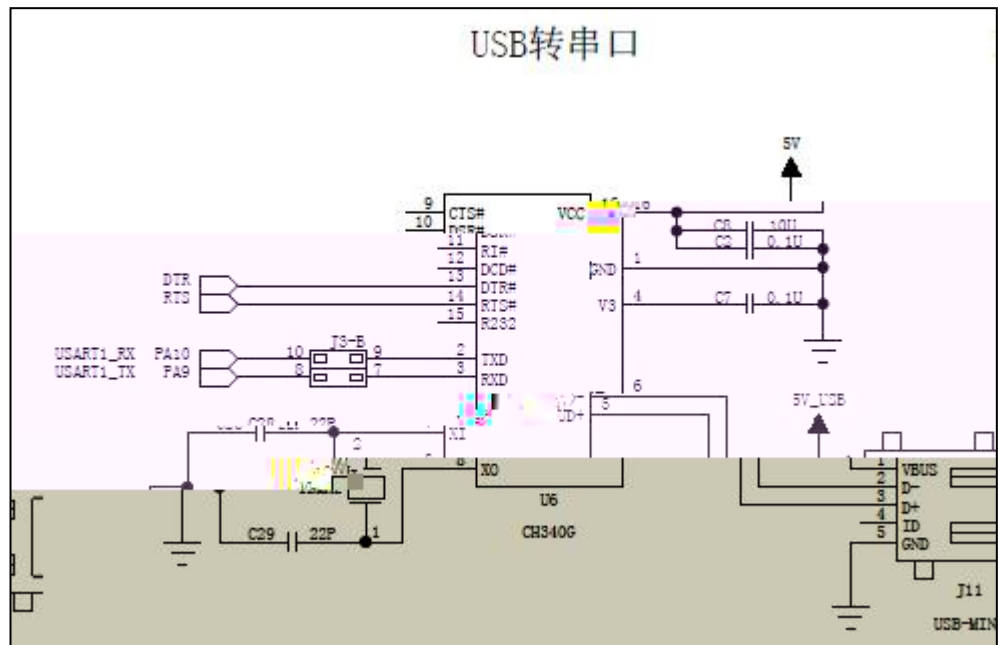 USB转串口
5V
9 CTS# VCC
10 DSR# C8 10U
11 RI# C2 0.1U
12 DCD# GND 1
DTR 13 DTR#
RTS 14 RTS# V3 4 C7 0.1U
15 R232
J3-B
USART1_RX PA10 10 9 2 TXD
USART1_TX PA9 8 7 3 RXD
6
UD+ 5 5V_USB
22P XI
2
8 XO 1 VBUS
U6 2 D-
3 D+
4 ID
C29 22P 1 CH340G 5 GND
J11
USB-MIN